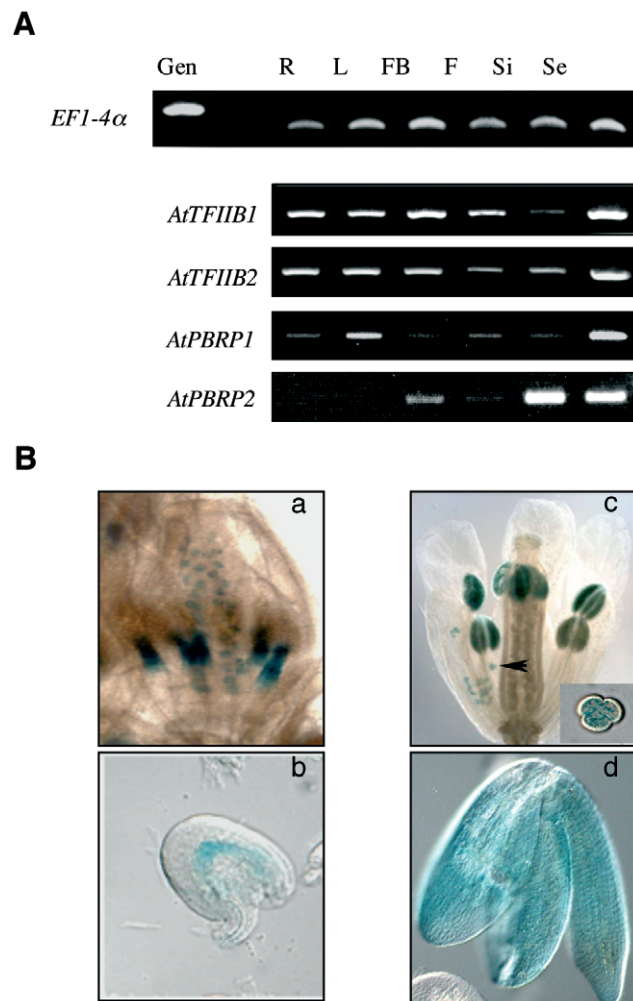 A
Gen R L FB F Si Se
EF1-4α
AtTFIIB1
AtTFIIB2
AtPBRP1
AtPBRP2
B
a
c
b
d